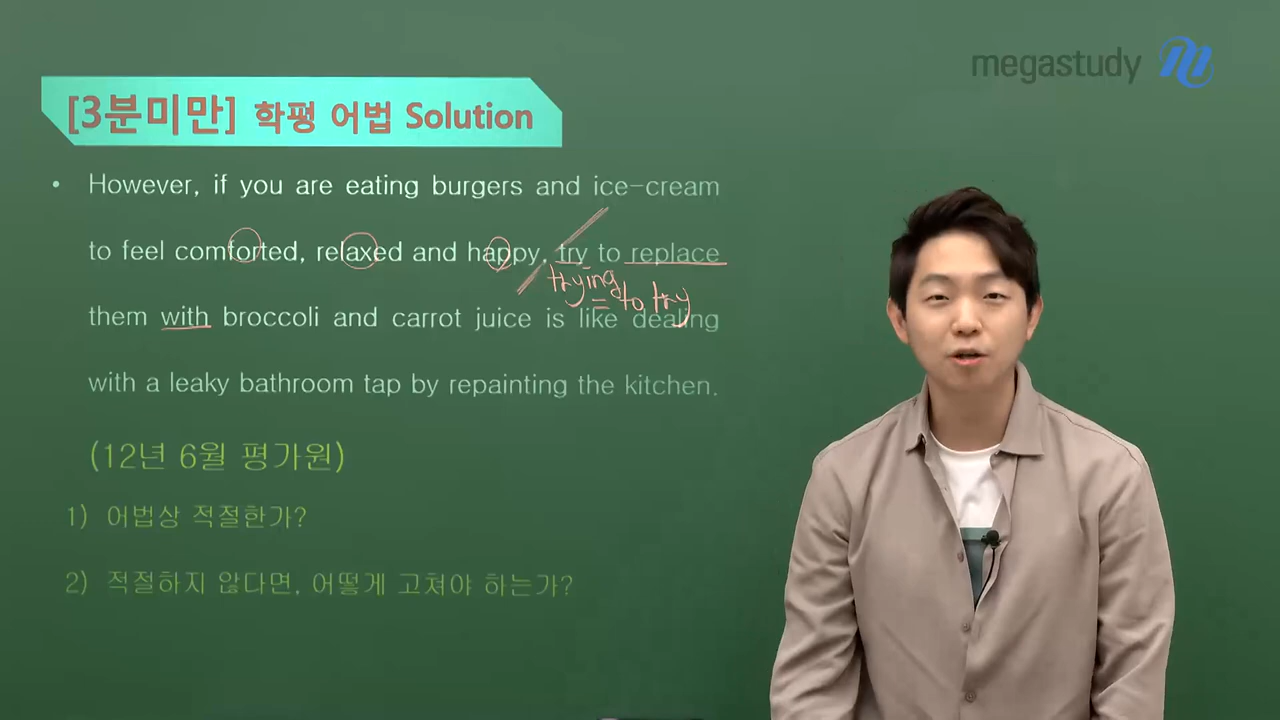 megastudy
[3분미만] 학평 어법 Solution
• However, if you are eating burgers and ice-cream
to feel comforted, relaxed and happy, try to replace
trying
= to try
them with broccoli and carrot juice is like dealing
with a leaky bathroom tap by repainting the kitchen.
(12년 6월 평가원)
1) 어법상 적절한가?
2) 적절하지 않다면, 어떻게 고쳐야 하는가?